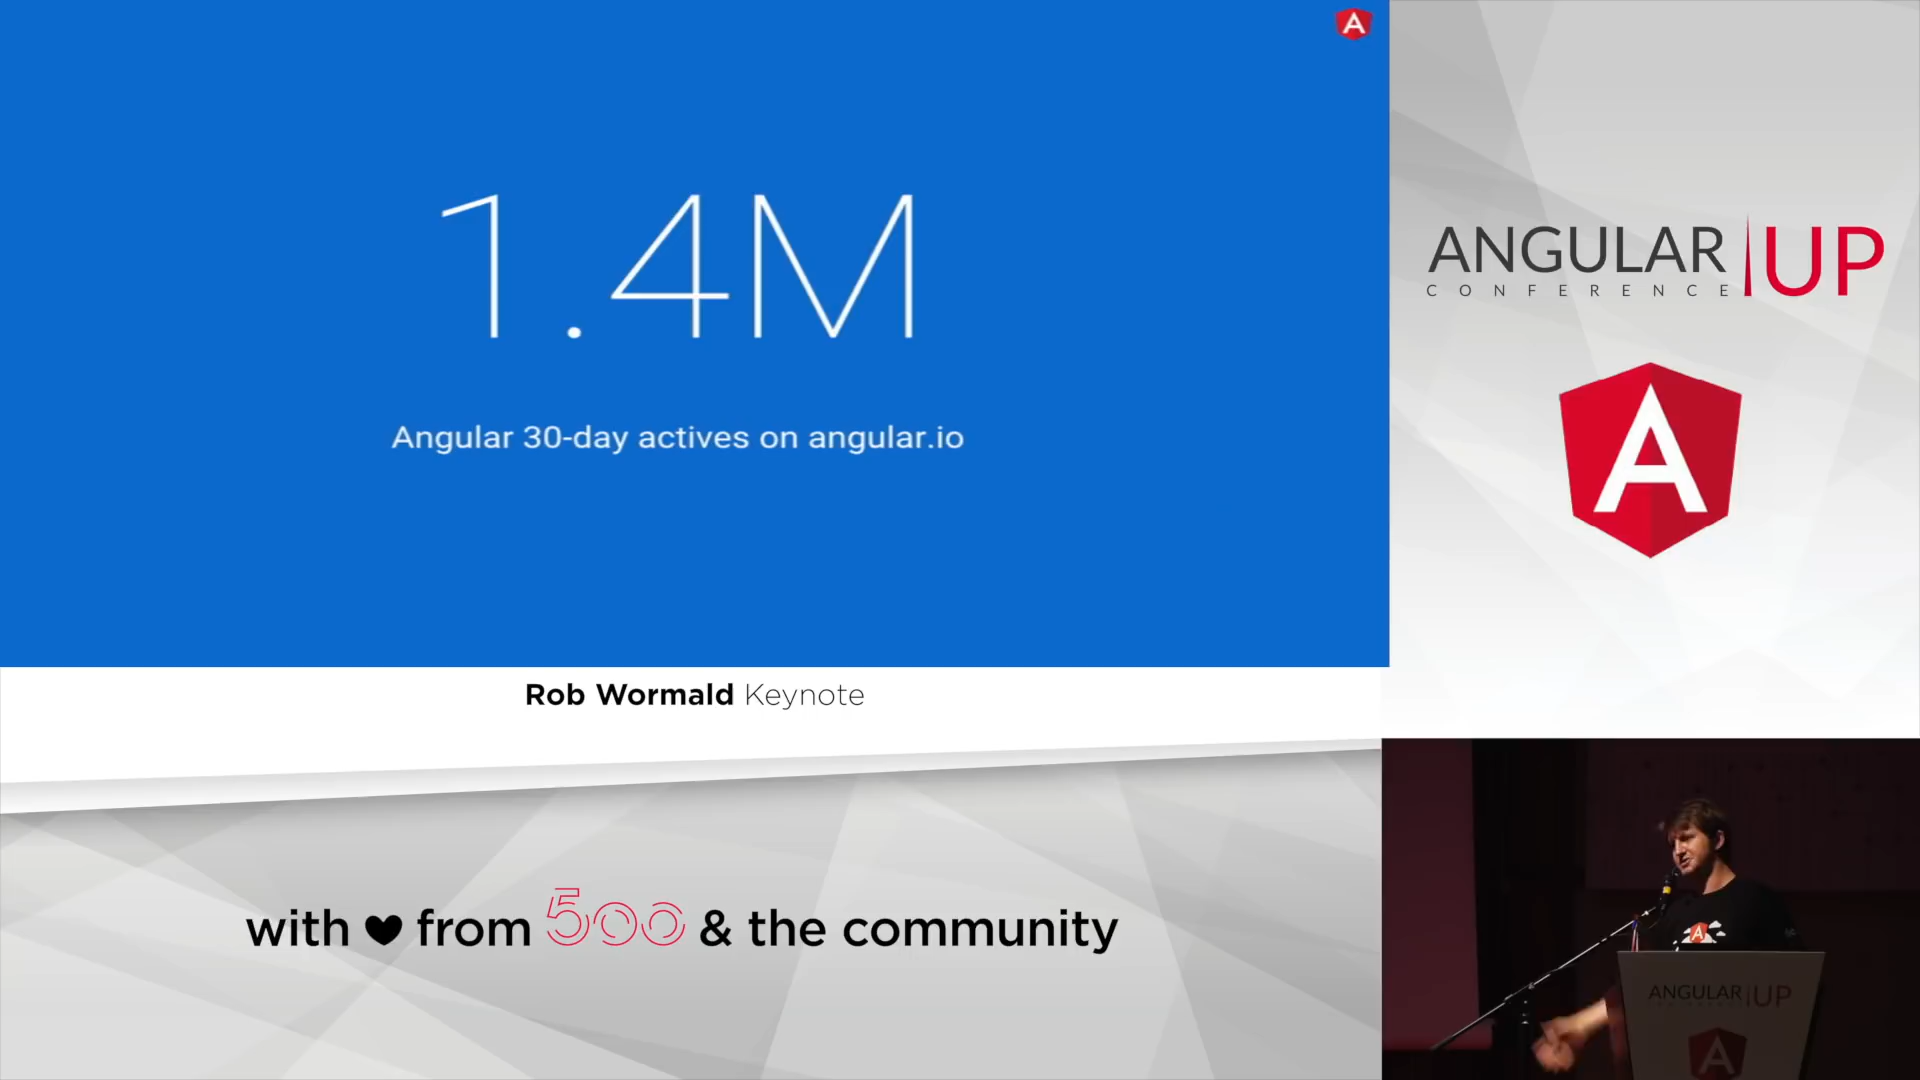 1.4M
Angular 30-day actives on angular.io
Rob Wormald Keynote
with ♥ from 500 & the community
ANGULAR UP
CONFERENCE
A
ANGULAR UP
A